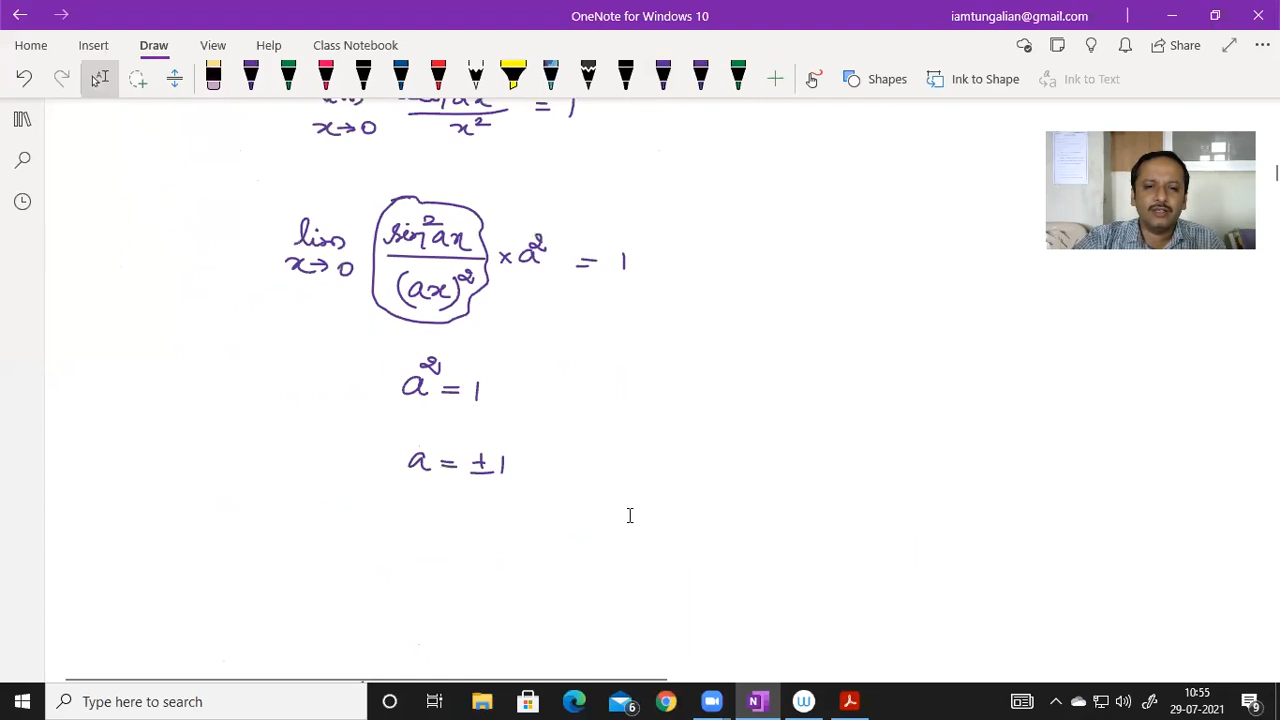 OneNote for Windows 10
iamtungalian@gmail.com
Home Insert Draw View Help Class Notebook Share
Shapes Ink to Shape Ink to Text
x→0 x² = 1
lim x→0 sin²ax/(ax)² × a² = 1
a² = 1
a = ±1
Type here to search
6
10:55
29-07-2021
9